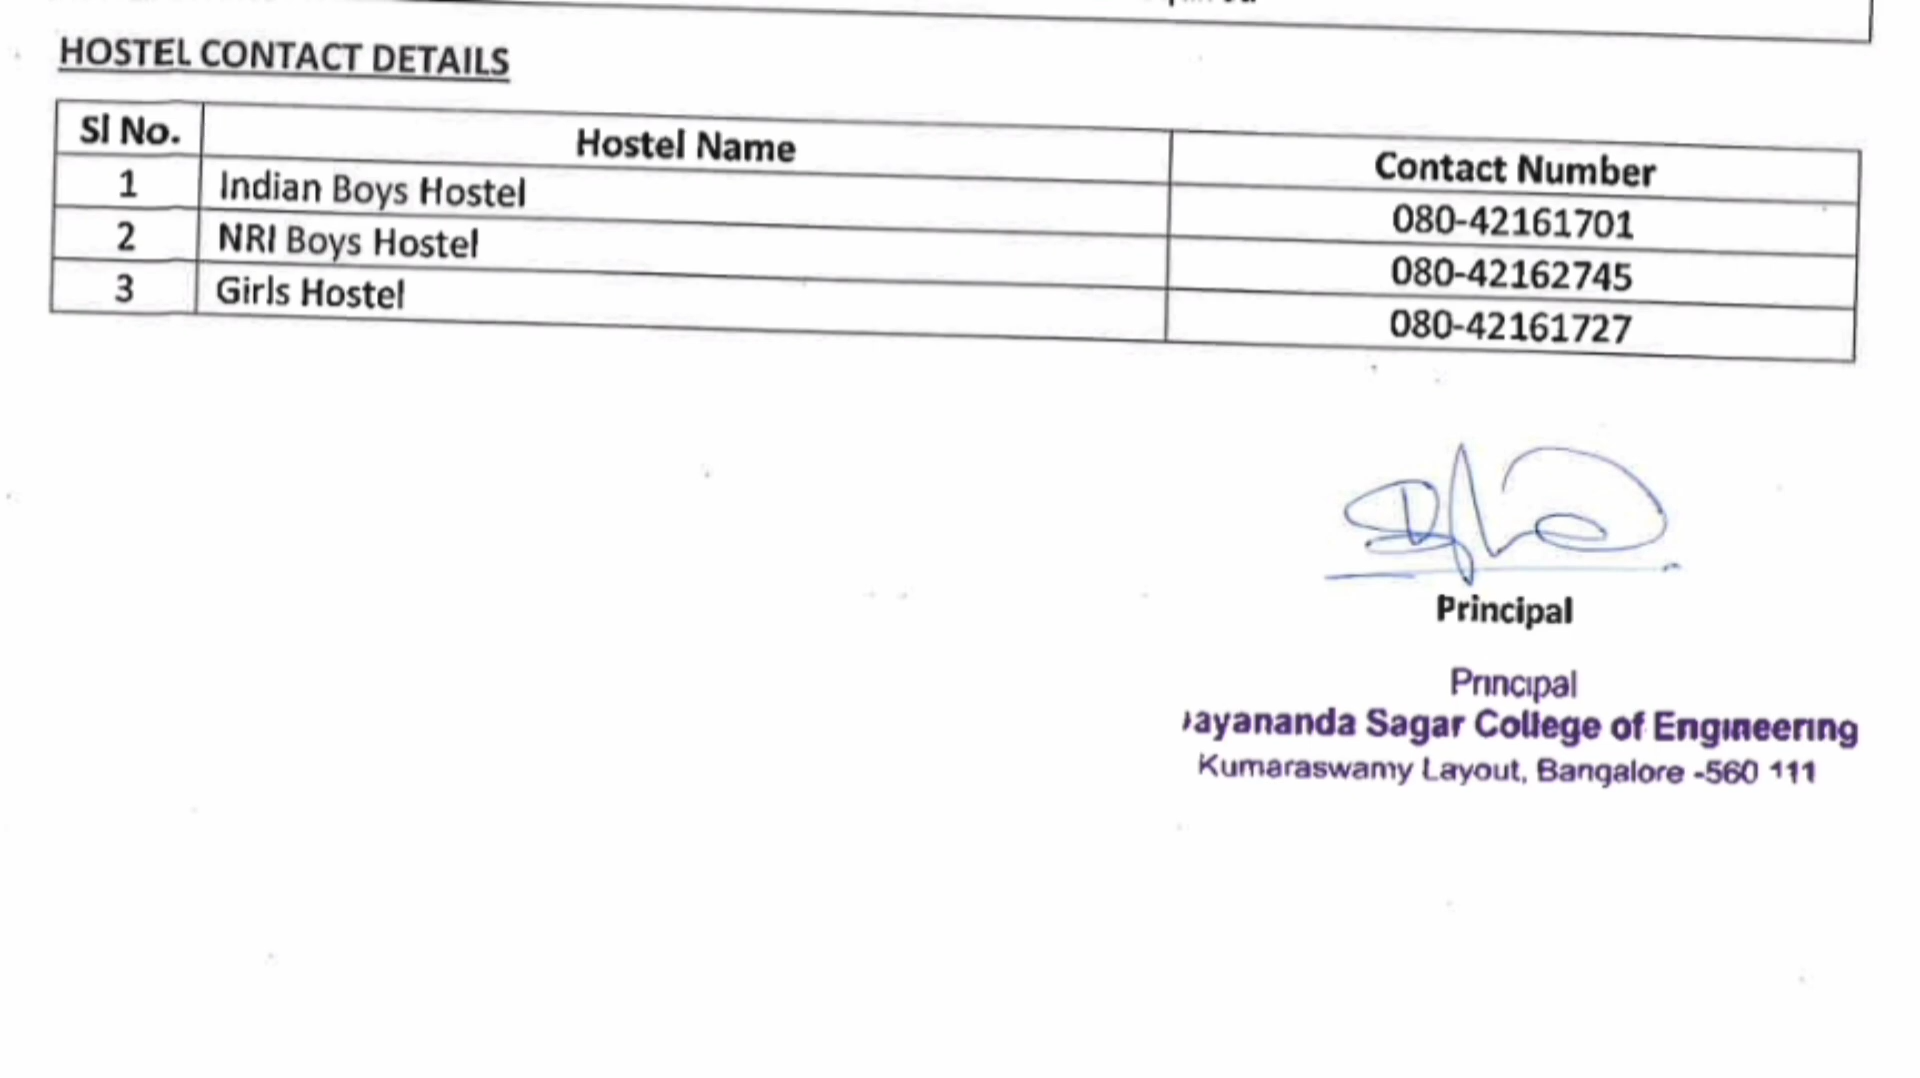 HOSTEL CONTACT DETAILS
Sl No. Hostel Name Contact Number
1 Indian Boys Hostel 080-42161701
2 NRI Boys Hostel 080-42162745
3 Girls Hostel 080-42161727
Principal
Principal
ayananda Sagar College of Engineering
Kumaraswamy Layout, Bangalore -560 111